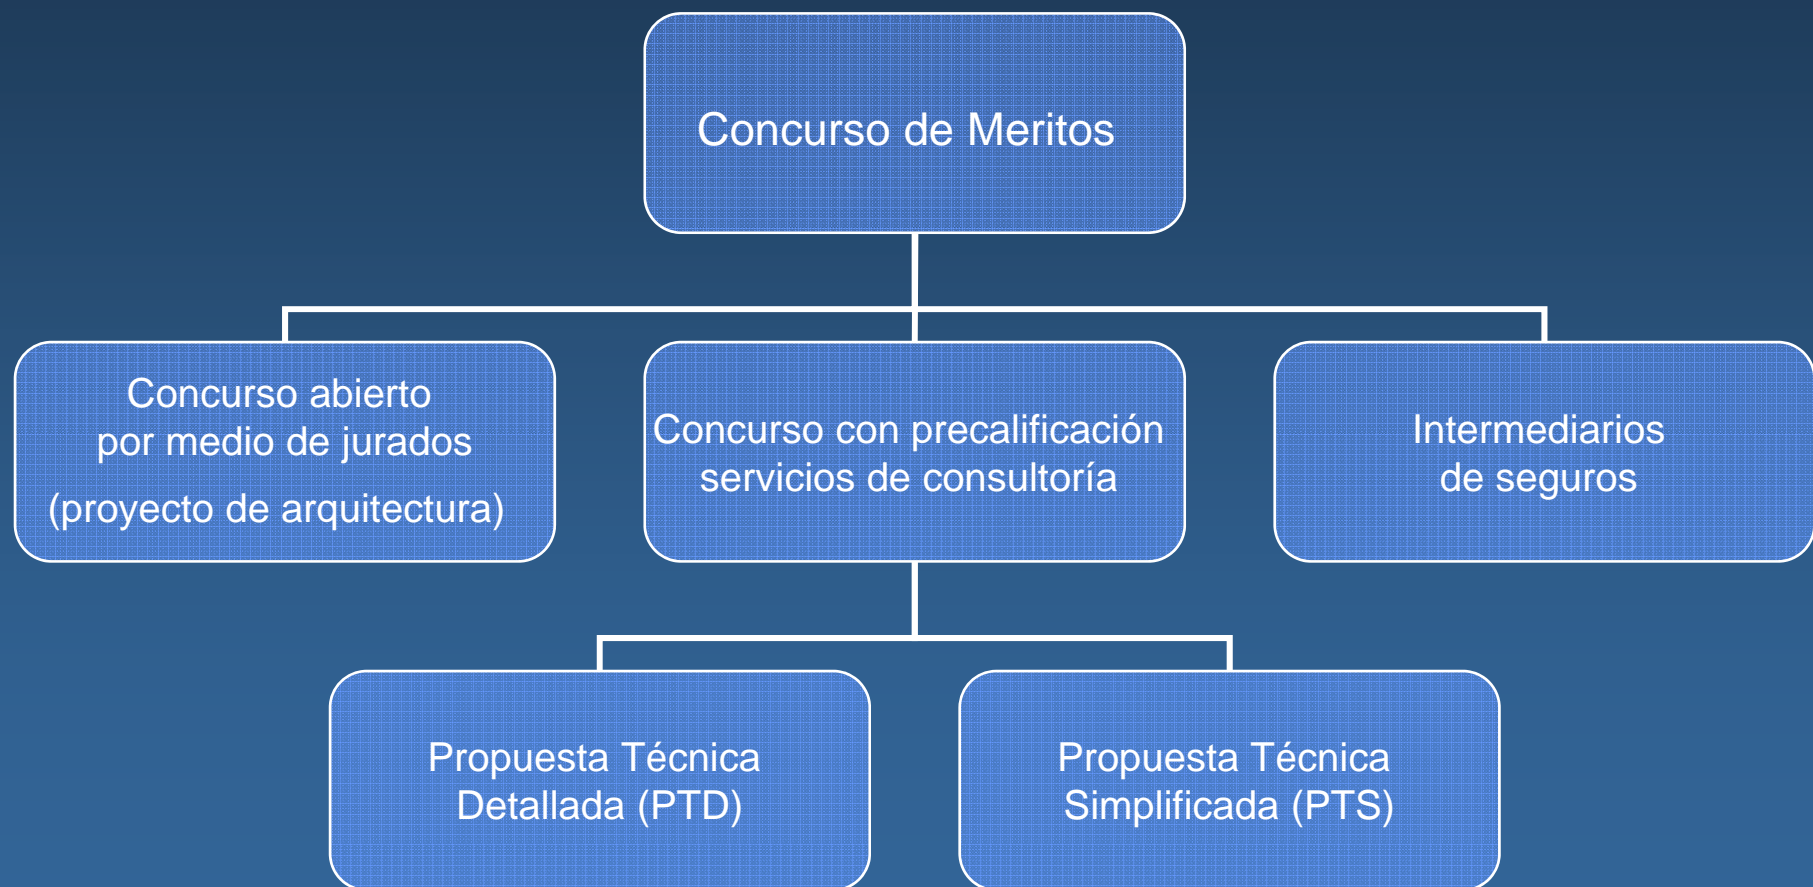 Concurso de Meritos
Concurso abierto
por medio de jurados
(proyecto de arquitectura)
Concurso con precalificación
servicios de consultoría
Intermediarios
de seguros
Propuesta Técnica
Detallada (PTD)
Propuesta Técnica
Simplificada (PTS)